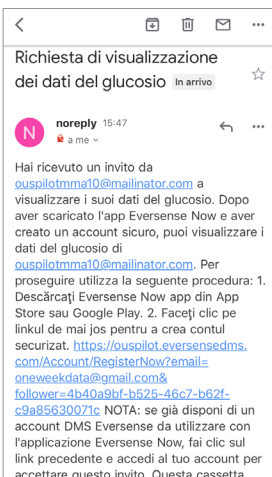 Richiesta di visualizzazione
dei dati del glucosio In arrivo
N
noreply 15:47
a me
Hai ricevuto un invito da
ouspilotmma10@mailinator.com a
visualizzare i suoi dati del glucosio. Dopo
aver scaricato l'app Eversense Now e aver
creato un account sicuro, puoi visualizzare i
dati del glucosio di
ouspilotmma10@mailinator.com. Per
proseguire utilizza la seguente procedura: 1.
Descărcaţi Eversense Now app din App
Store sau Google Play. 2. Faceţi clic pe
linkul de mai jos pentru a crea contul
securizat. https://ouspilot.eversensedms.
com/Account/RegisterNow?email=
oneweekdata@gmail.com&
follower=4b40a9bf-b525-46c7-b62f-
c9a85630071c NOTA: se già disponi di un
account DMS Eversense da utilizzare con
l'applicazione Eversense Now, fai clic sul
link precedente e accedi al tuo account per
accettare questo invito. Questa cassetta